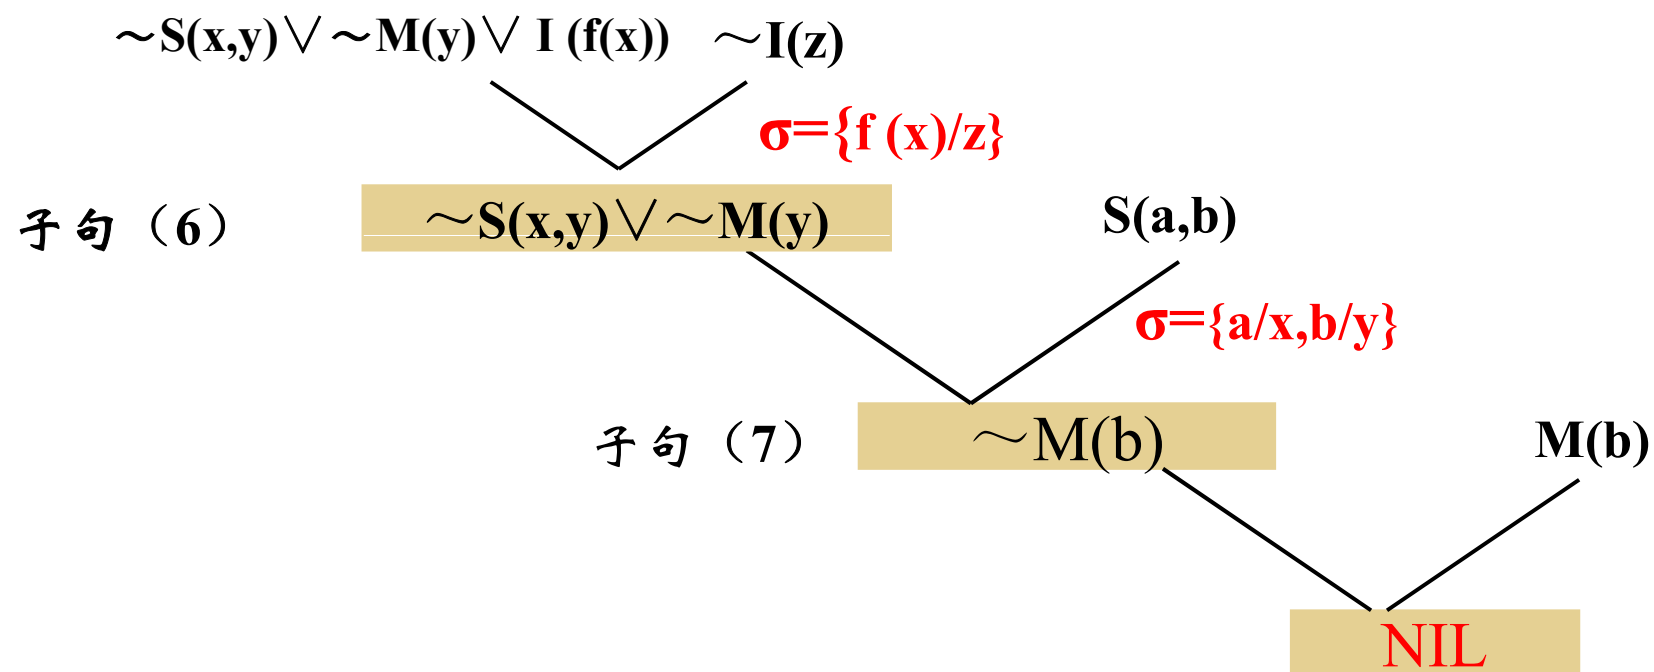 ～S(x,y)∨～M(y)∨ I (f(x)) ～I(z)
σ={f (x)/z}
子句（6） ～S(x,y)∨～M(y) S(a,b)
σ={a/x,b/y}
子句（7） ～M(b) M(b)
NIL